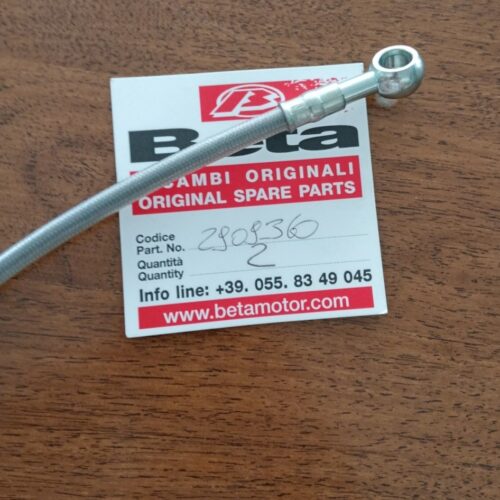 B
Beta
RICAMBI ORIGINALI
ORIGINAL SPARE PARTS
Codice
Part. No. 2909360
Quantità
Quantity 2
Info line: +39. 055. 83 49 045
www.betamotor.com